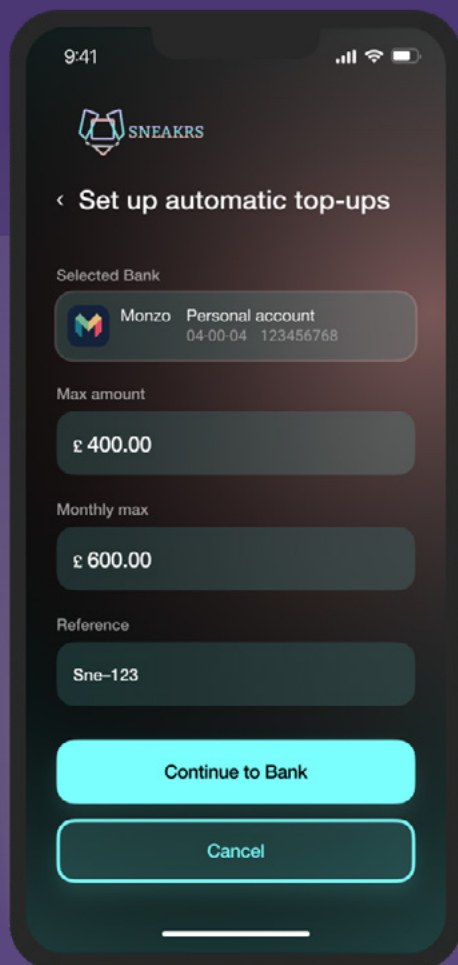 9:41
SNEAKRS
‹ Set up automatic top-ups
Selected Bank
Monzo Personal account
04-00-04 123456768
Max amount
£ 400.00
Monthly max
£ 600.00
Reference
Sne–123
Continue to Bank
Cancel